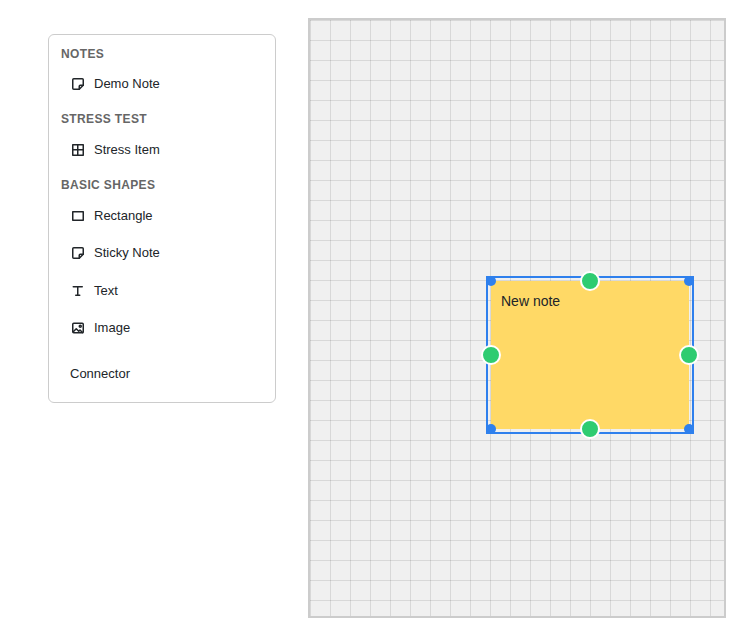 NOTES
Demo Note
STRESS TEST
Stress Item
BASIC SHAPES
Rectangle
Sticky Note
Text
Image
Connector
New note